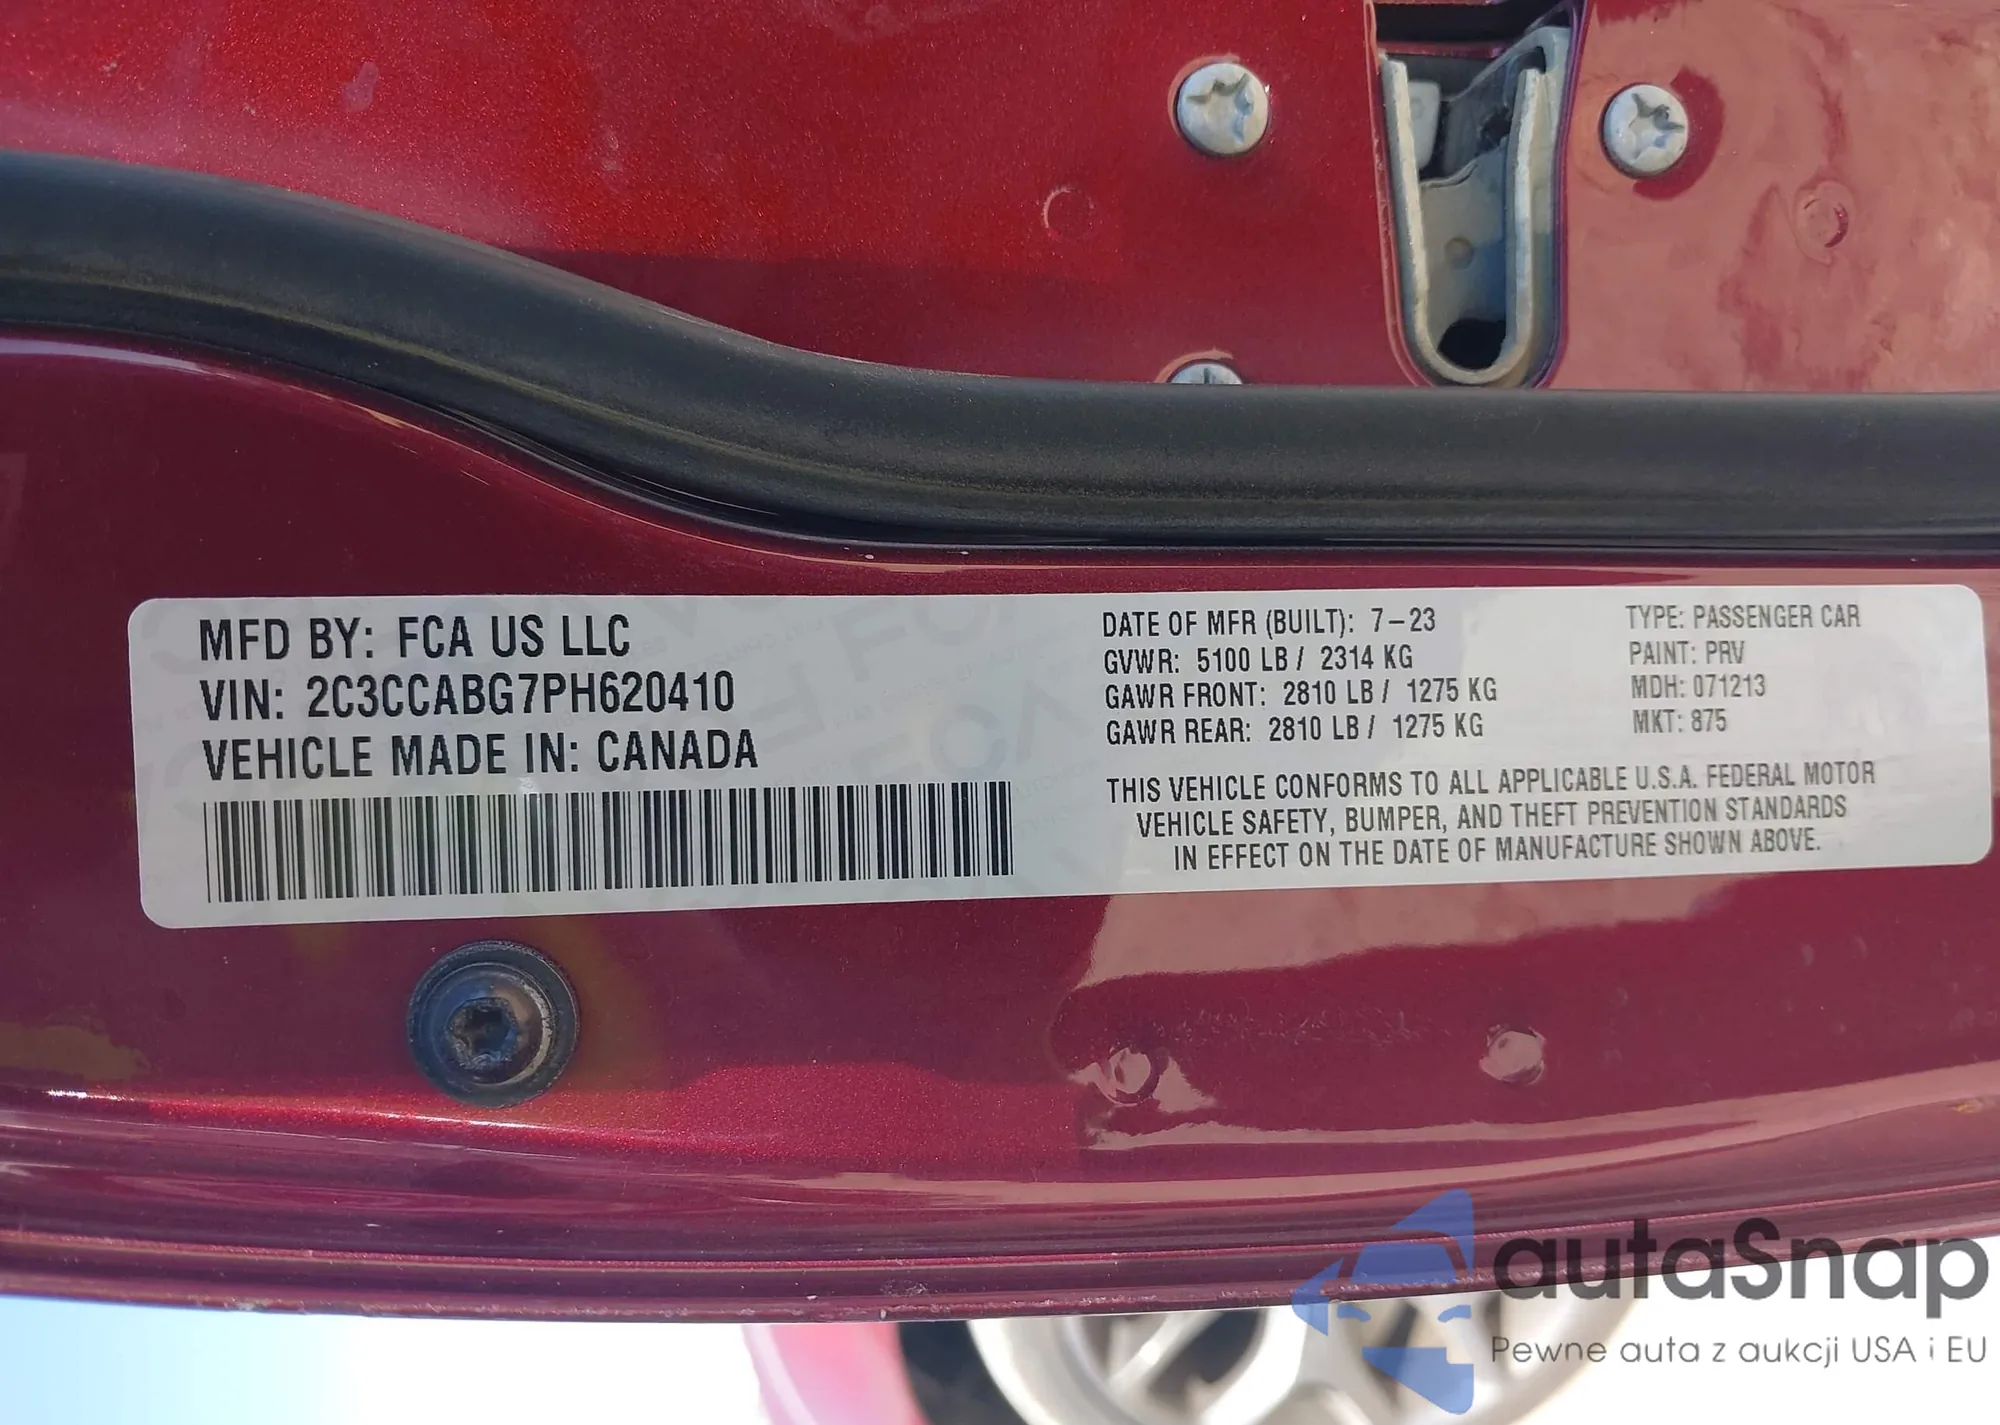 MFD BY: FCA US LLC
VIN: 2C3CCABG7PH620410
VEHICLE MADE IN: CANADA
DATE OF MFR (BUILT): 7-23
GVWR: 5100 LB / 2314 KG
GAWR FRONT: 2810 LB / 1275 KG
GAWR REAR: 2810 LB / 1275 KG
TYPE: PASSENGER CAR
PAINT: PRV
MDH: 071213
MKT: 875
THIS VEHICLE CONFORMS TO ALL APPLICABLE U.S.A. FEDERAL MOTOR
VEHICLE SAFETY, BUMPER, AND THEFT PREVENTION STANDARDS
IN EFFECT ON THE DATE OF MANUFACTURE SHOWN ABOVE.
autaSnap
Pewne auta z aukcji USA i EU